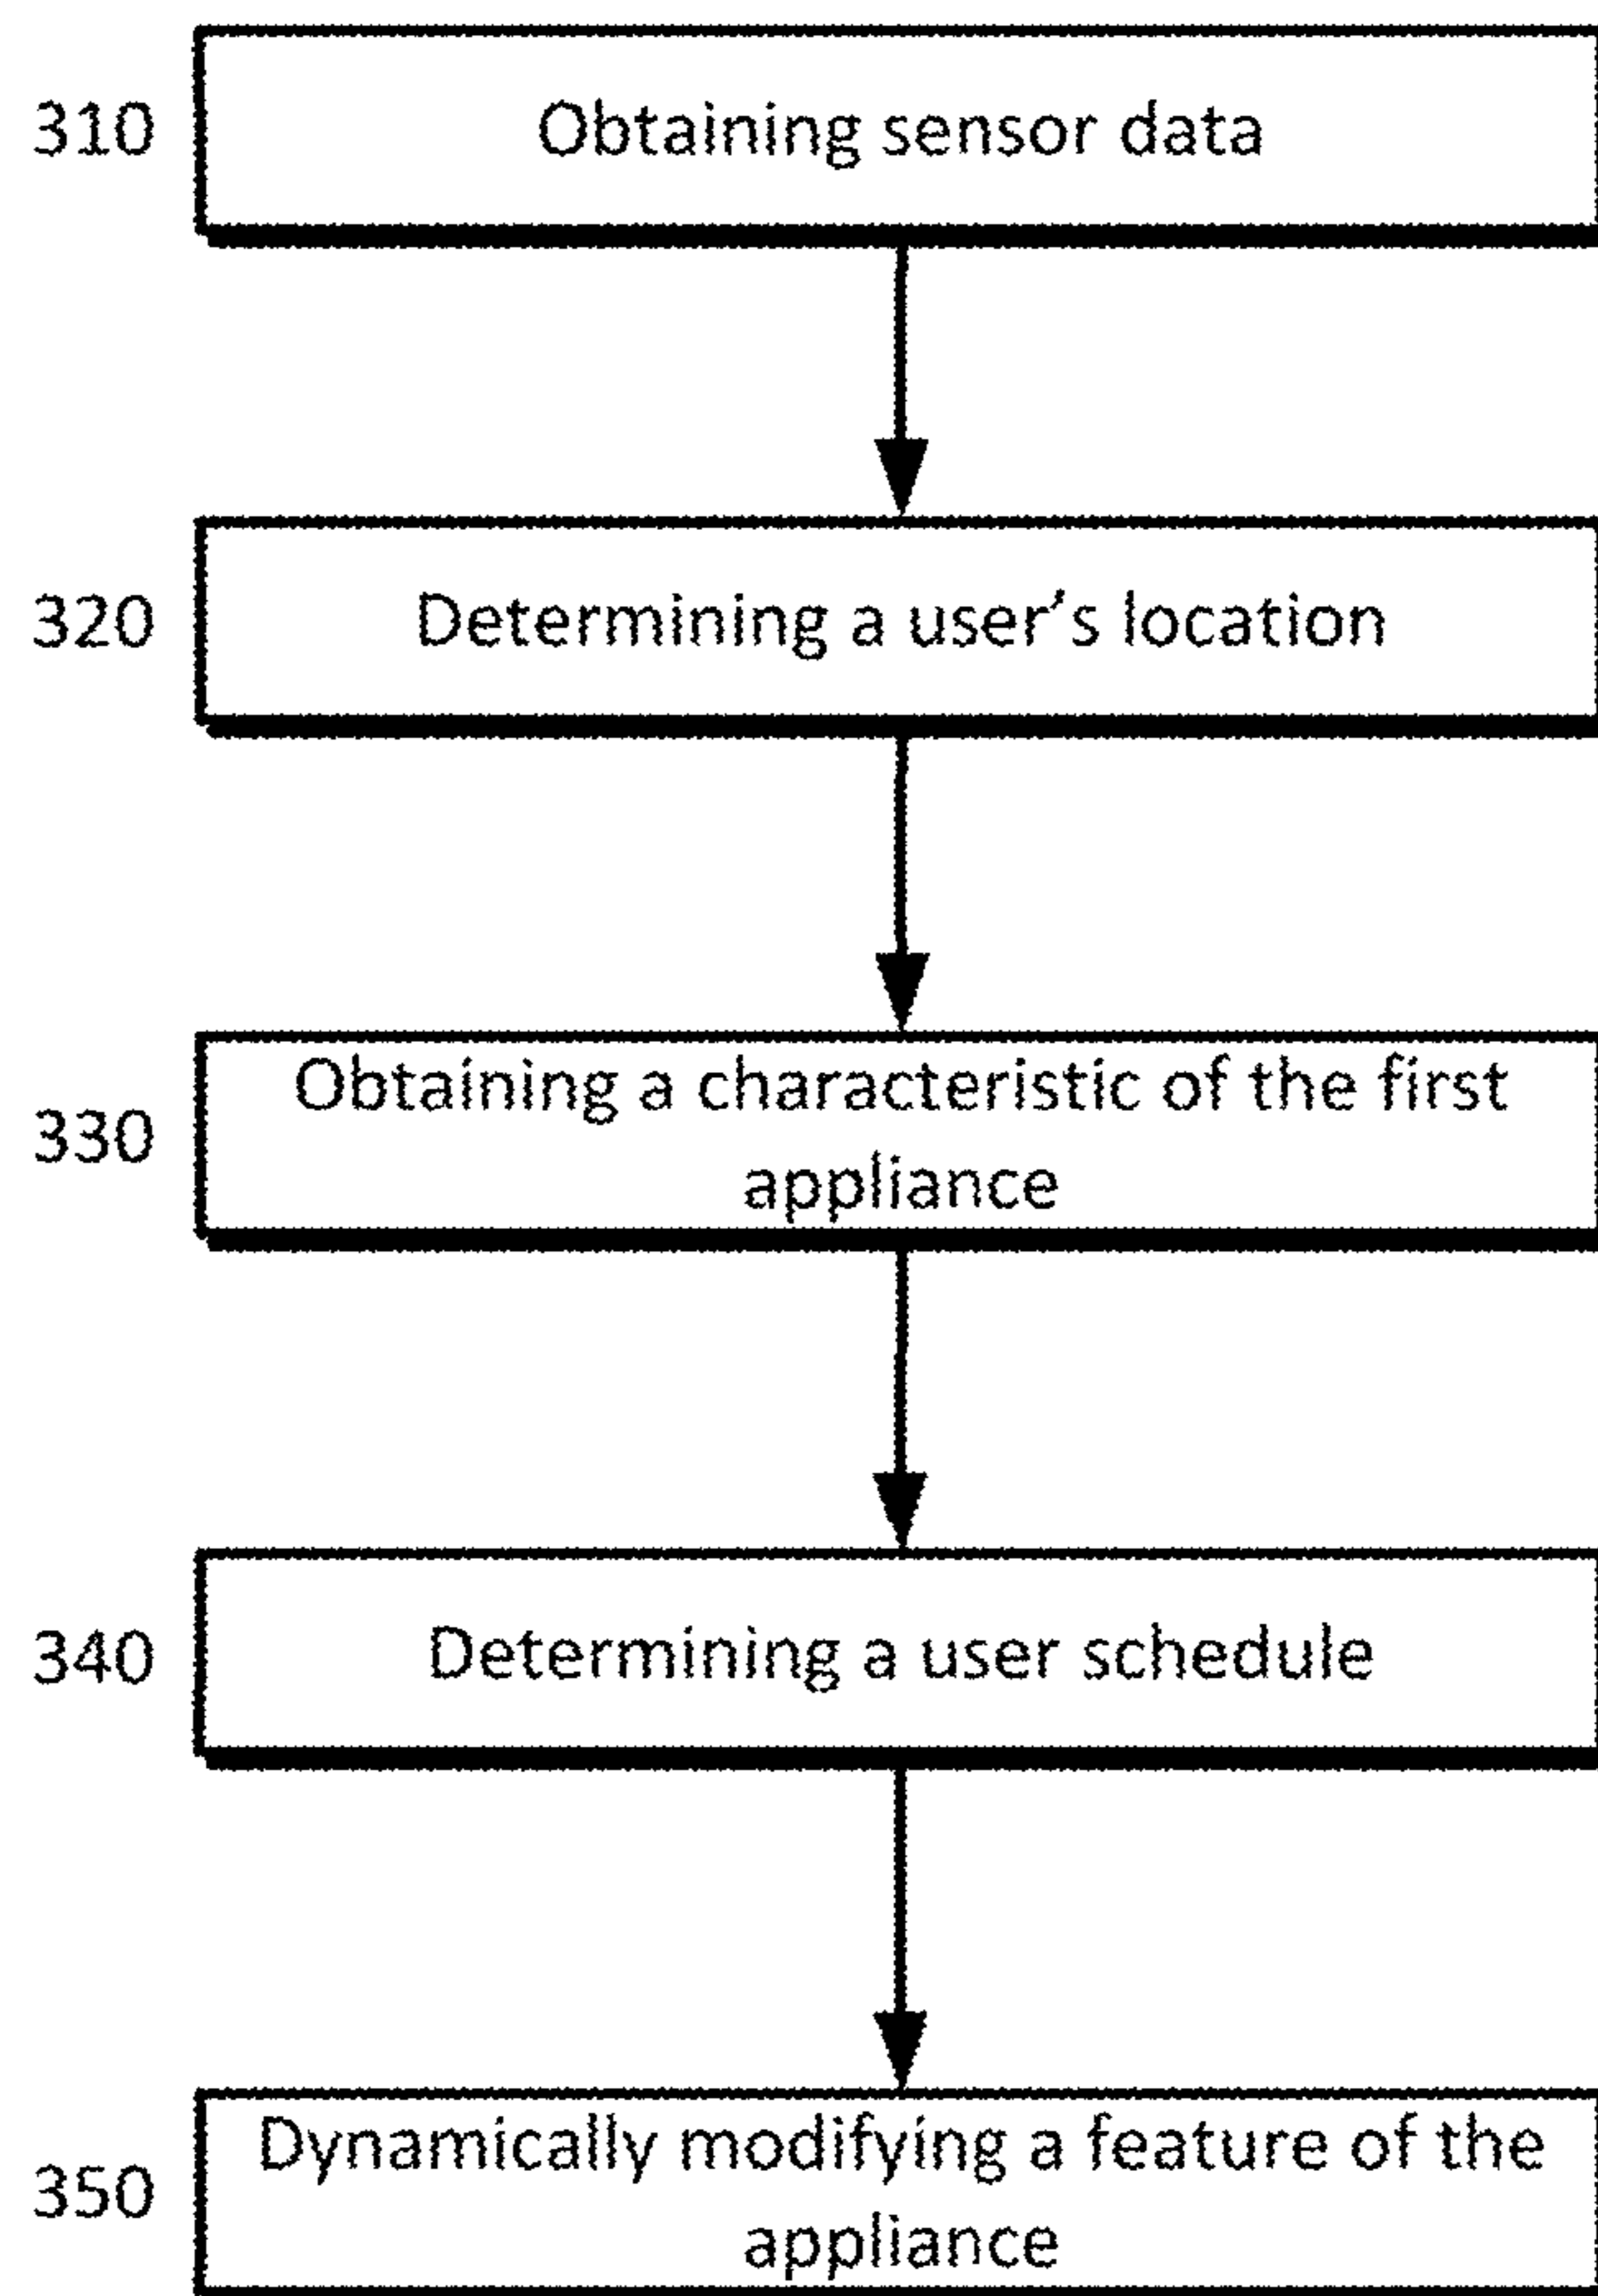 310
Obtaining sensor data
320
Determining a user's location
330
Obtaining a characteristic of the first
appliance
340
Determining a user schedule
350
Dynamically modifying a feature of the
appliance